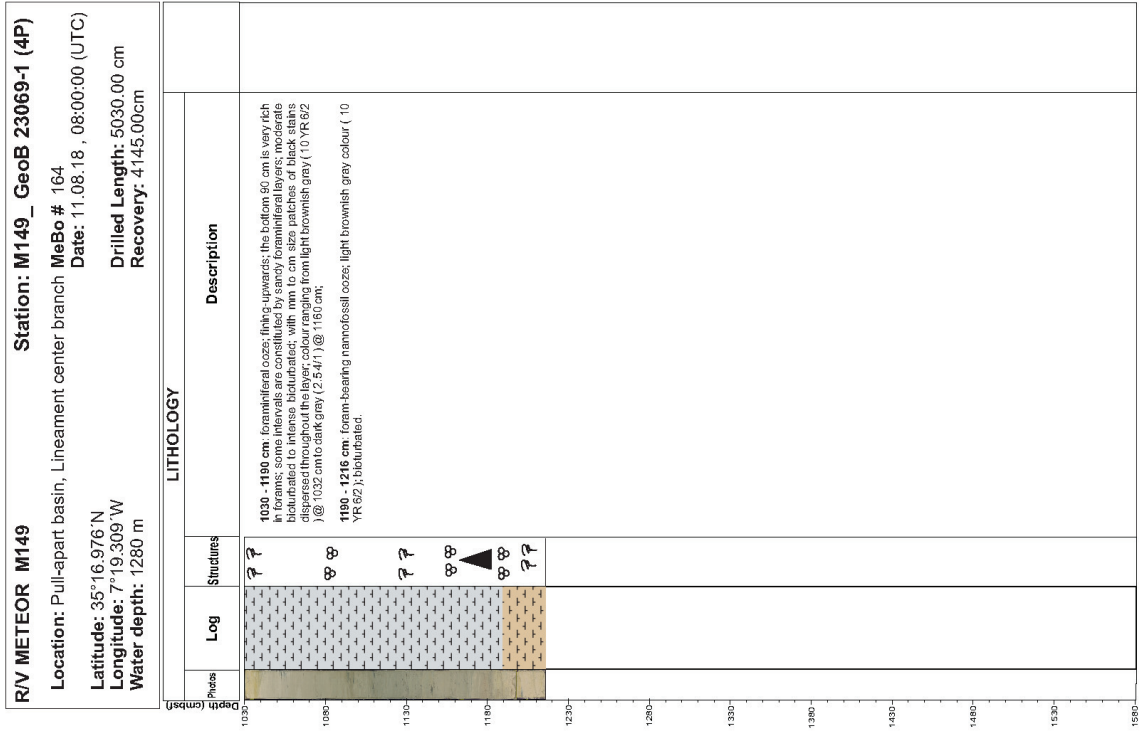 R/V METEOR M149 Station: M149_ GeoB 23069-1 (4P)
Location: Pull-apart basin, Lineament center branch MeBo # 164
Latitude: 35°16.976´N Date: 11.08.18 , 08:00:00 (UTC)
Longitude: 7°19.309´W Drilled Length: 5030.00 cm
Water depth: 1280 m Recovery: 4145.00cm
LITHOLOGY
Depth (cmbsf)
Photos
Log
Structures
Description
1030 - 1190 cm: foraminiferal ooze; fining-upwards; the bottom 90 cm is very rich
in forams; some intervals are constituted by sandy foraminiferal layers; moderate
bioturbated to intense bioturbated; with mm to cm size patches of black stains
dispersed throughout the layer; colour ranging from light brownish gray ( 10 YR 6/2
) @ 1032 cm to dark gray ( 2.5 4/1 ) @ 1160 cm;
1190 - 1216 cm: foram-bearing nannofossil ooze; light brownish gray colour ( 10
YR 6/2 ); bioturbated.
1030
1080
1130
1180
1230
1280
1330
1380
1430
1480
1530
1580